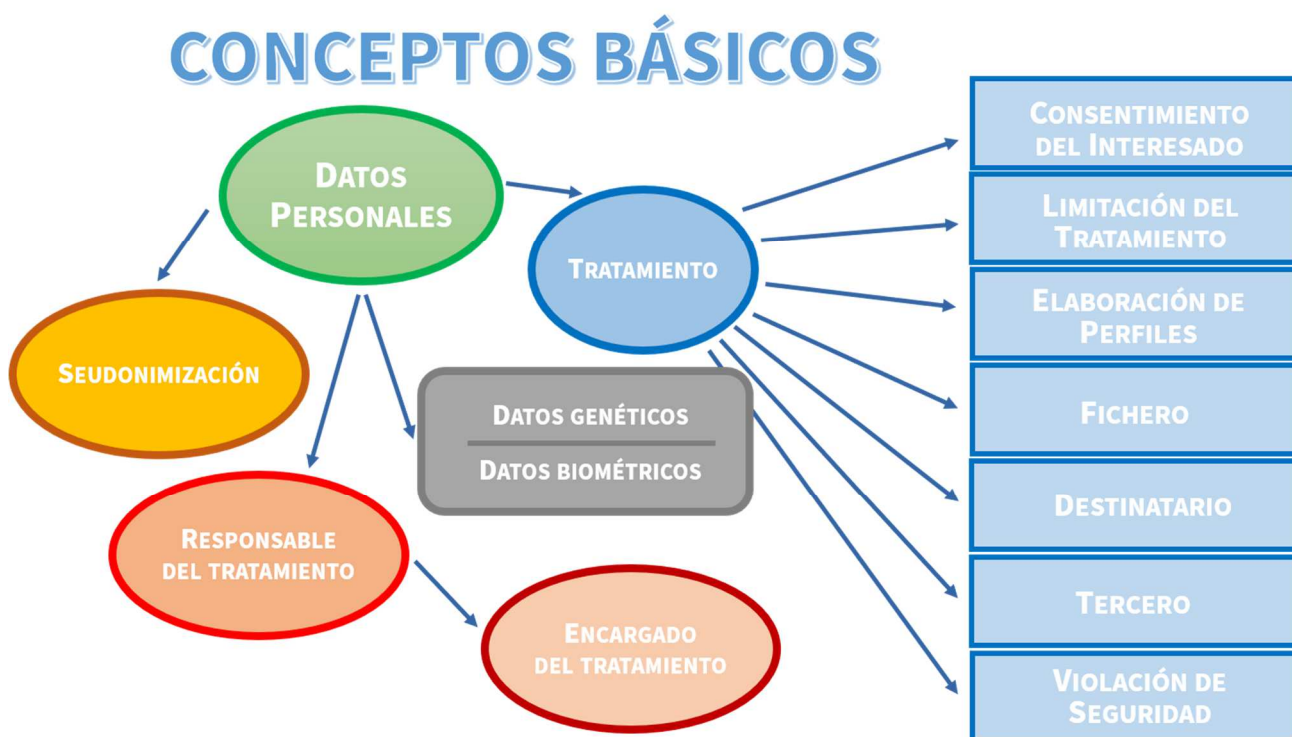 CONCEPTOS BÁSICOS
DATOS
PERSONALES
TRATAMIENTO
SEUDONIMIZACIÓN
DATOS GENÉTICOS
DATOS BIOMÉTRICOS
RESPONSABLE
DEL TRATAMIENTO
ENCARGADO
DEL TRATAMIENTO
CONSENTIMIENTO
DEL INTERESADO
LIMITACIÓN DEL
TRATAMIENTO
ELABORACIÓN DE
PERFILES
FICHERO
DESTINATARIO
TERCERO
VIOLACIÓN DE
SEGURIDAD